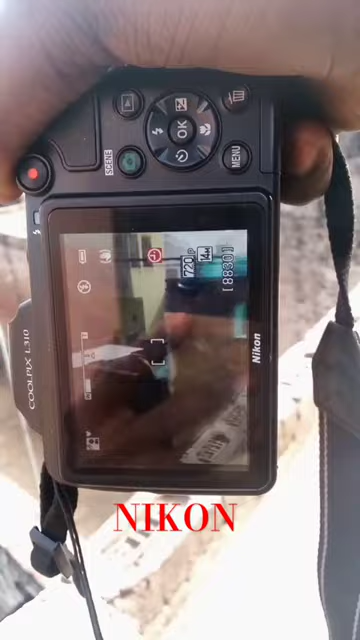 SCENE
OK
MENU
COOLPIX L310
720P
14M
[8830]
Nikon
NIKON